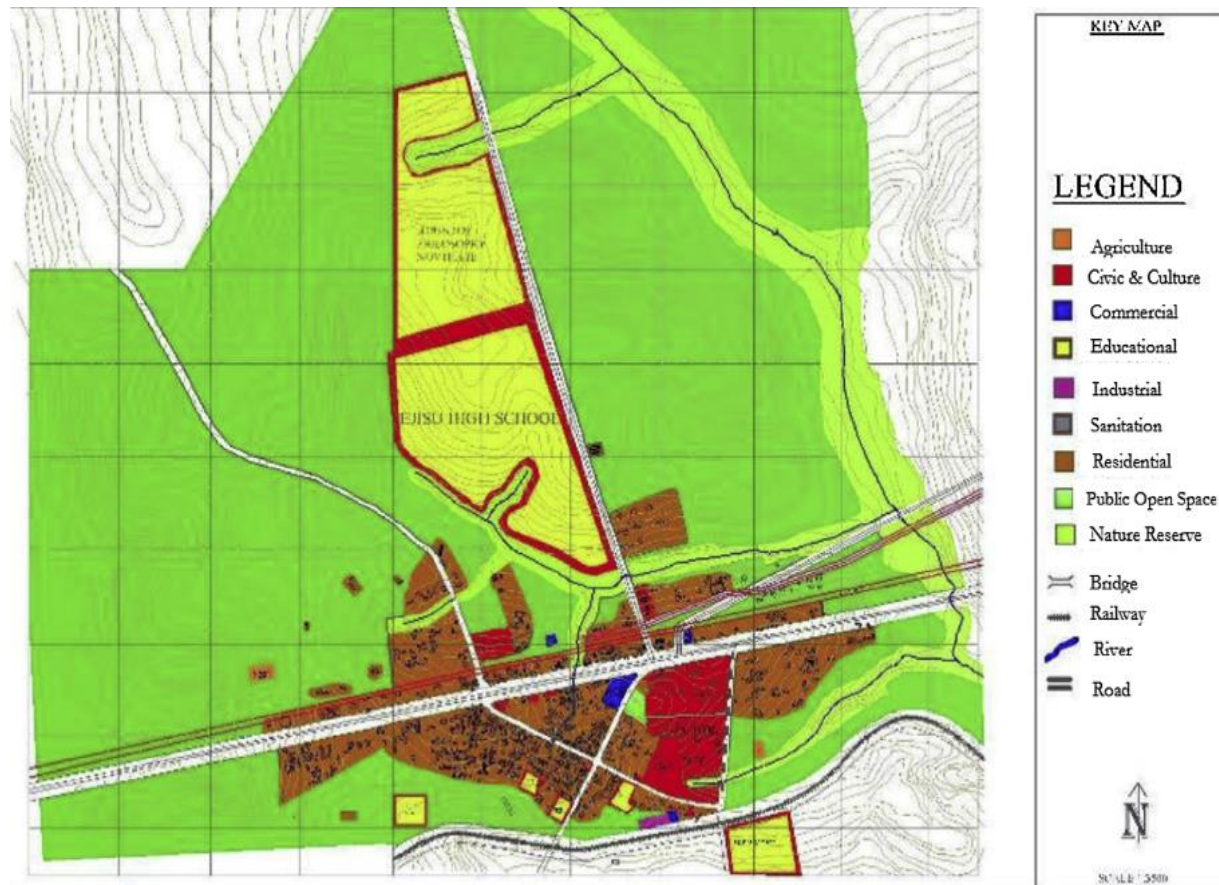 KEY MAP
LEGEND
Agriculture
Civic & Culture
Commercial
Educational
Industrial
Sanitation
Residential
Public Open Space
Nature Reserve
Bridge
Railway
River
Road
N
PHILOSOPHY
EJISU HIGH SCHOOL